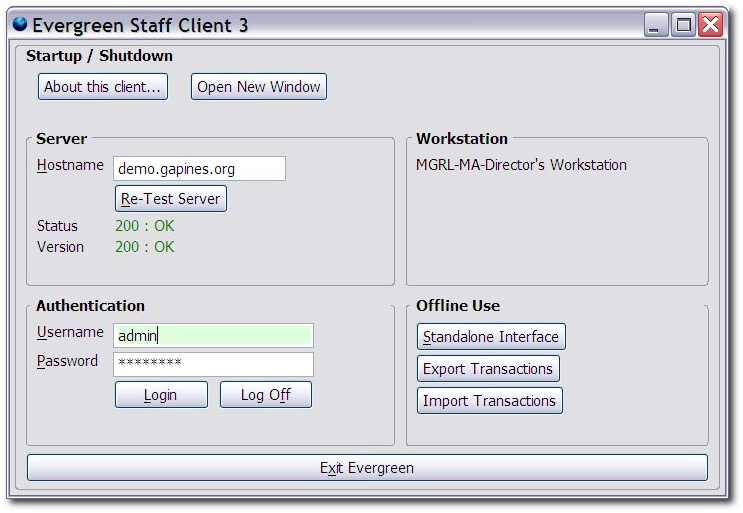 Evergreen Staff Client 3
Startup / Shutdown
About this client...
Open New Window
Server
Hostname demo.gapines.org
Re-Test Server
Status 200 : OK
Version 200 : OK
Workstation
MGRL-MA-Director's Workstation
Authentication
Username admin
Password ********
Login
Log Off
Offline Use
Standalone Interface
Export Transactions
Import Transactions
Exit Evergreen